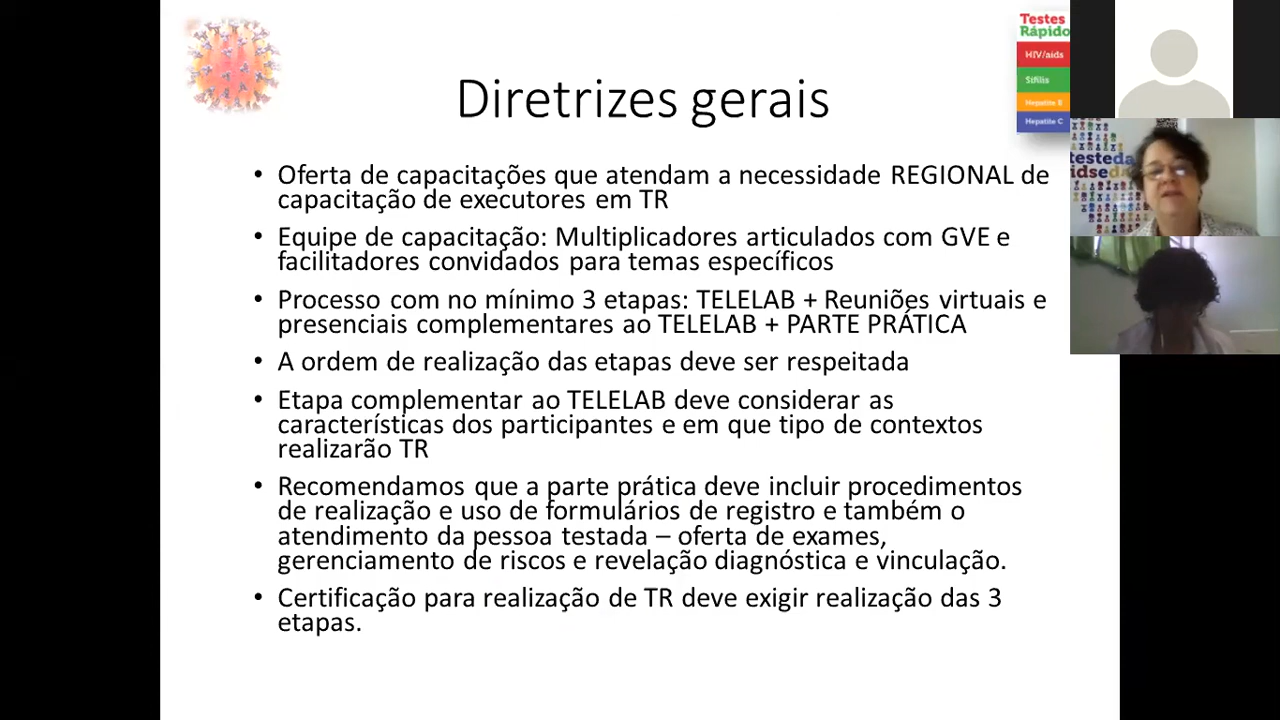 Testes
Rápido
HIV/aids
Sífilis
Hepatite B
Hepatite C
Diretrizes gerais
• Oferta de capacitações que atendam a necessidade REGIONAL de
capacitação de executores em TR
• Equipe de capacitação: Multiplicadores articulados com GVE e
facilitadores convidados para temas específicos
• Processo com no mínimo 3 etapas: TELELAB + Reuniões virtuais e
presenciais complementares ao TELELAB + PARTE PRÁTICA
• A ordem de realização das etapas deve ser respeitada
• Etapa complementar ao TELELAB deve considerar as
características dos participantes e em que tipo de contextos
realizarão TR
• Recomendamos que a parte prática deve incluir procedimentos
de realização e uso de formulários de registro e também o
atendimento da pessoa testada – oferta de exames,
gerenciamento de riscos e revelação diagnóstica e vinculação.
• Certificação para realização de TR deve exigir realização das 3
etapas.
testeda
idseda